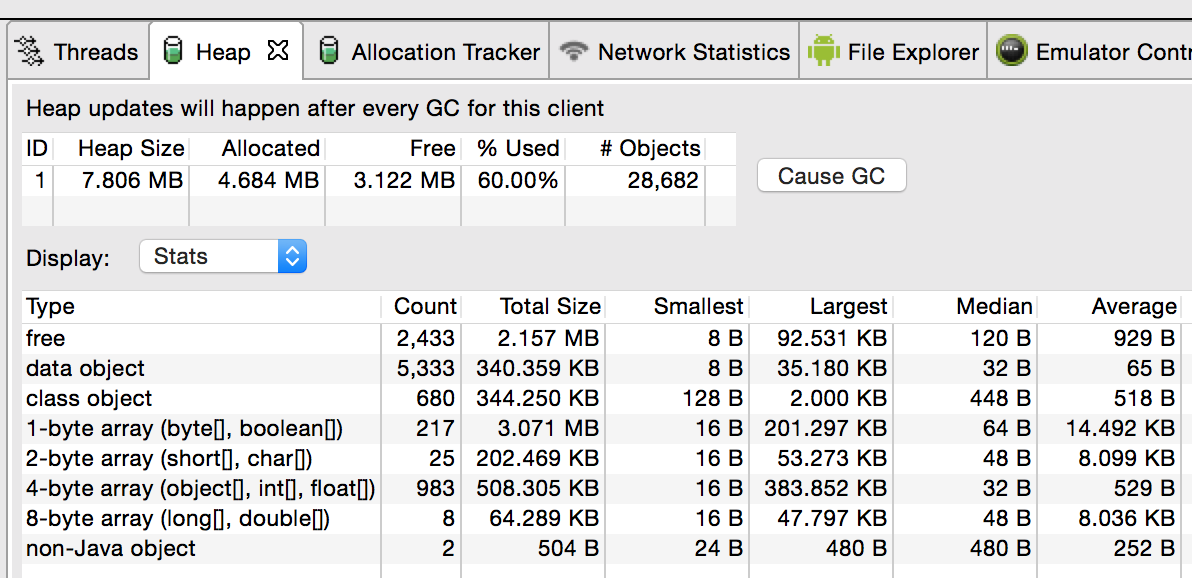 Threads Heap Allocation Tracker Network Statistics File Explorer Emulator Contr
Heap updates will happen after every GC for this client
ID Heap Size Allocated Free % Used # Objects
1 7.806 MB 4.684 MB 3.122 MB 60.00% 28,682
Cause GC
Display: Stats
Type Count Total Size Smallest Largest Median Average
free 2,433 2.157 MB 8 B 92.531 KB 120 B 929 B
data object 5,333 340.359 KB 8 B 35.180 KB 32 B 65 B
class object 680 344.250 KB 128 B 2.000 KB 448 B 518 B
1-byte array (byte[], boolean[]) 217 3.071 MB 16 B 201.297 KB 64 B 14.492 KB
2-byte array (short[], char[]) 25 202.469 KB 16 B 53.273 KB 48 B 8.099 KB
4-byte array (object[], int[], float[]) 983 508.305 KB 16 B 383.852 KB 32 B 529 B
8-byte array (long[], double[]) 8 64.289 KB 16 B 47.797 KB 48 B 8.036 KB
non-Java object 2 504 B 24 B 480 B 480 B 252 B